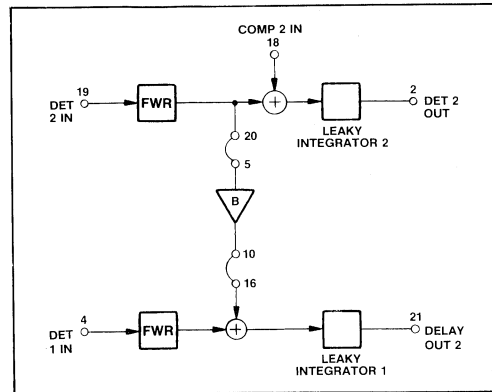 COMP 2 IN
18
19
DET
2 IN
FWR
+
2
DET 2
OUT
LEAKY
INTEGRATOR 2
20
5
B
10
16
4
DET
1 IN
FWR
+
21
DELAY
OUT 2
LEAKY
INTEGRATOR 1